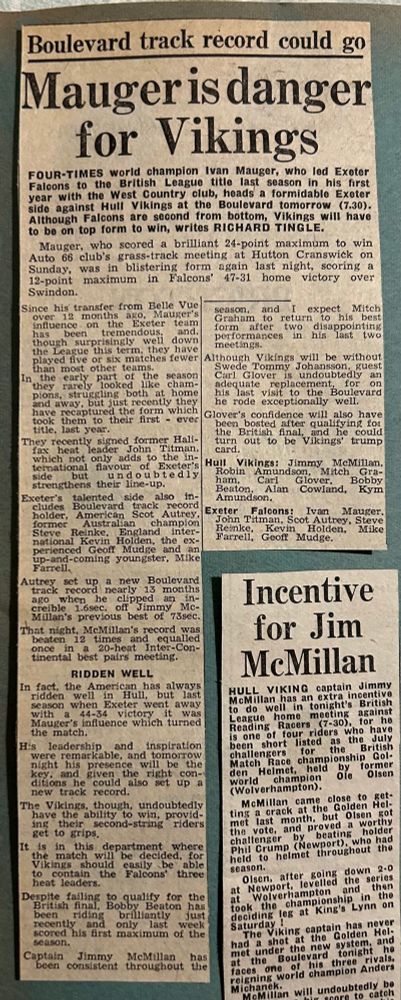 Boulevard track record could go
Mauger is danger
for Vikings
FOUR-TIMES world champion Ivan Mauger, who led Exeter
Falcons to the British League title last season in his first
year with the West Country club, heads a formidable Exeter
side against Hull Vikings at the Boulevard tomorrow (7.30).
Although Falcons are second from bottom, Vikings will have
to be on top form to win, writes RICHARD TINGLE.
Mauger, who scored a brilliant 24-point maximum to win
Auto 66 club's grass-track meeting at Hutton Cranswick on
Sunday, was in blistering form again last night, scoring a
12-point maximum in Falcons' 47-31 home victory over
Swindon.
Since his transfer from Belle Vue
over 12 months ago, Mauger's
influence on the Exeter team
has been tremendous, and,
though surprisingly well down
the League this term, they have
played five or six matches fewer
than most other teams.
In the early part of the season
they rarely looked like cham-
pions, struggling both at home
and away, but just recently they
have recaptured the form which
took them to their first - ever
title, last year.
They recently signed former Hali-
fax heat leader John Titman,
which not only adds to the in-
ternational flavour of Exeter's
side but undoubtedly
strengthens their line-up.
Exeter's talented side also in-
cludes Boulevard track record
holder, American Scot Autrey,
former Australian champion
Steve Reinke, England inter-
national Kevin Holden, the ex-
perienced Geoff Mudge and an
up-and-coming youngster, Mike
Farrell.
Autrey set up a new Boulevard
track record nearly 13 months
ago when he clipped an in-
creible 1.6sec. off Jimmy Mc-
Millan's previous best of 73sec.
That night, McMillan's record was
beaten 12 times and equalled
once in a 20-heat Inter-Con-
tinental best pairs meeting.
RIDDEN WELL
In fact, the American has always
ridden well in Hull, but last
season when Exeter went away
with a 44-34 victory it was
Mauger's influence which turned
the match.
His leadership and inspiration
were remarkable, and tomorrow
night his presence will be the
key, and given the right con-
ditions he could also set up a
new track record.
The Vikings, though, undoubtedly
have the ability to win, provid-
ing their second-string riders
get to grips.
It is in this department where
the match will be decided, for
Vikings should easily be able
to contain the Falcons' three
heat leaders.
Despite failing to qualify for the
British final, Bobby Beaton has
been riding brilliantly just
recently and only last week
scored his first maximum of the
season.
Captain Jimmy McMillan has
been consistent throughout the
season, and I expect Mitch
Graham to return to his best
form after two disappointing
performances in his last two
meetings.
Although Vikings will be without
Swede Tommy Johansson, guest
Carl Glover is undoubtedly an
adequate replacement, for on
his last visit to the Boulevard
he rode exceptionally well.
Glover's confidence will also have
been bosted after qualifying for
the British final, and he could
turn out to be Vikings' trump
card.
Hull Vikings: Jimmy McMillan,
Robin Amundson, Mitch Gra-
ham, Carl Glover, Bobby
Beaton, Alan Cowland, Kym
Amundson.
Exeter Falcons: Ivan Mauger,
John Titman, Scot Autrey, Steve
Reinke, Kevin Holden, Mike
Farrell, Geoff Mudge.
Incentive
for Jim
McMillan
HULL VIKING captain Jimmy
McMillan has an extra incentive
to do well in tonight's British
League home meeting against
Reading Racers (7-30), for he
is one of four riders who have
been short listed as the July
challengers for the British
Match Race championship Gol-
den Helmet, held by former
world champion Ole Olsen
(Wolverhampton).
McMillan came close to get-
ting a crack at the Golden Hel-
met last month, but Olsen got
the vote, and proved a worthy
challenger by beating holder
Phil Crump (Newport), who had
held to helmet throughout the
season.
Olsen, after going down 2-0
at Newport, levelled the series
at Wolverhampton and then
took the championship in the
deciding leg at King's Lynn on
Saturday!
The Viking captain has never
had a shot at the Golden Hel-
met under the new system, and
at the Boulevard tonight he
faces one of his three rivals,
reigning world champion Anders
Michanek.
McMillan will undoubtedly be
score to catch